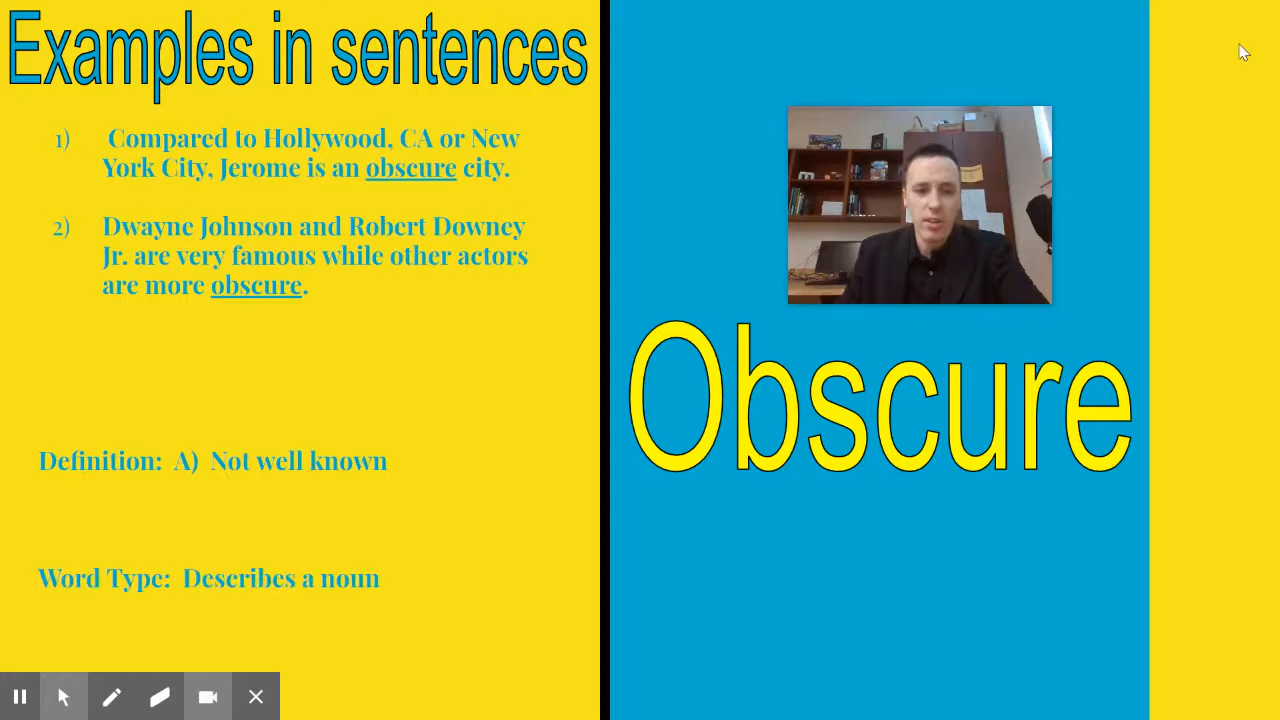 Examples in sentences
1) Compared to Hollywood, CA or New
York City, Jerome is an obscure city.
2) Dwayne Johnson and Robert Downey
Jr. are very famous while other actors
are more obscure.
Definition: A) Not well known
Word Type: Describes a noun
Obscure